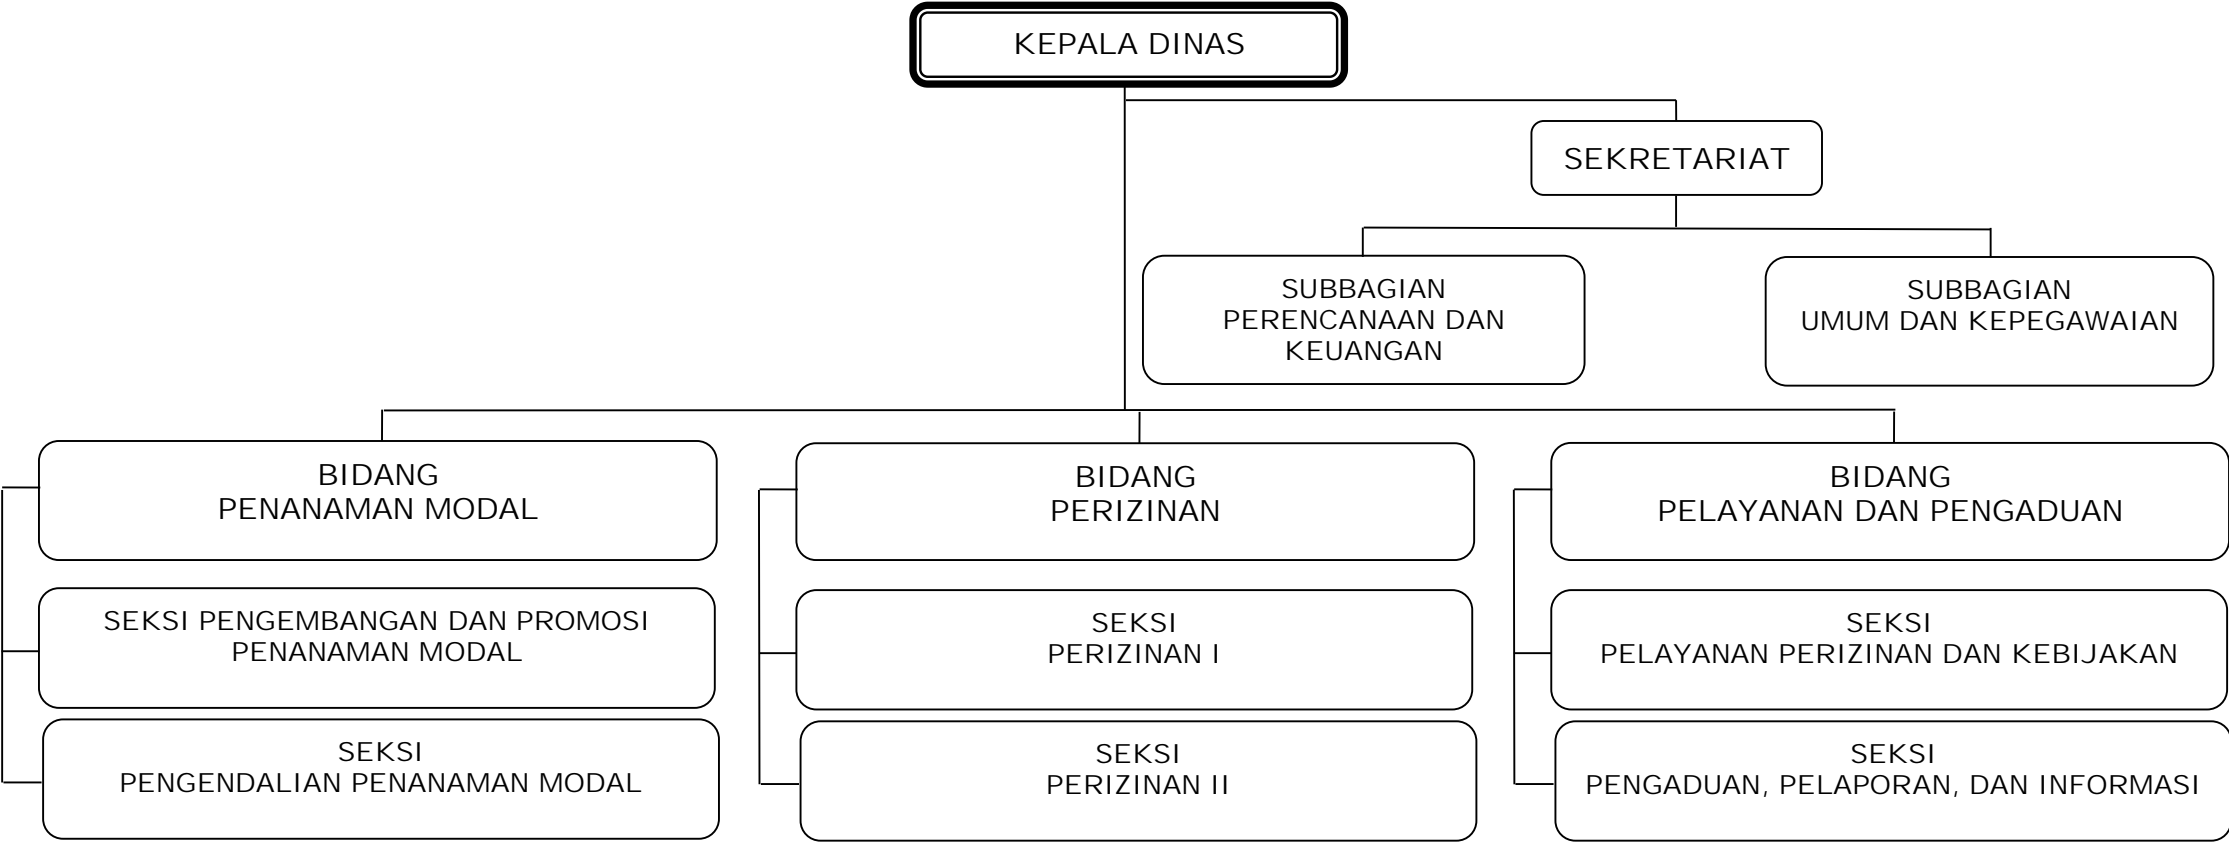 KEPALA DINAS
SEKRETARIAT
SUBBAGIAN
PERENCANAAN DAN
KEUANGAN
SUBBAGIAN
UMUM DAN KEPEGAWAIAN
BIDANG
PENANAMAN MODAL
BIDANG
PERIZINAN
BIDANG
PELAYANAN DAN PENGADUAN
SEKSI PENGEMBANGAN DAN PROMOSI
PENANAMAN MODAL
SEKSI
PERIZINAN I
SEKSI
PELAYANAN PERIZINAN DAN KEBIJAKAN
SEKSI
PENGENDALIAN PENANAMAN MODAL
SEKSI
PERIZINAN II
SEKSI
PENGADUAN, PELAPORAN, DAN INFORMASI